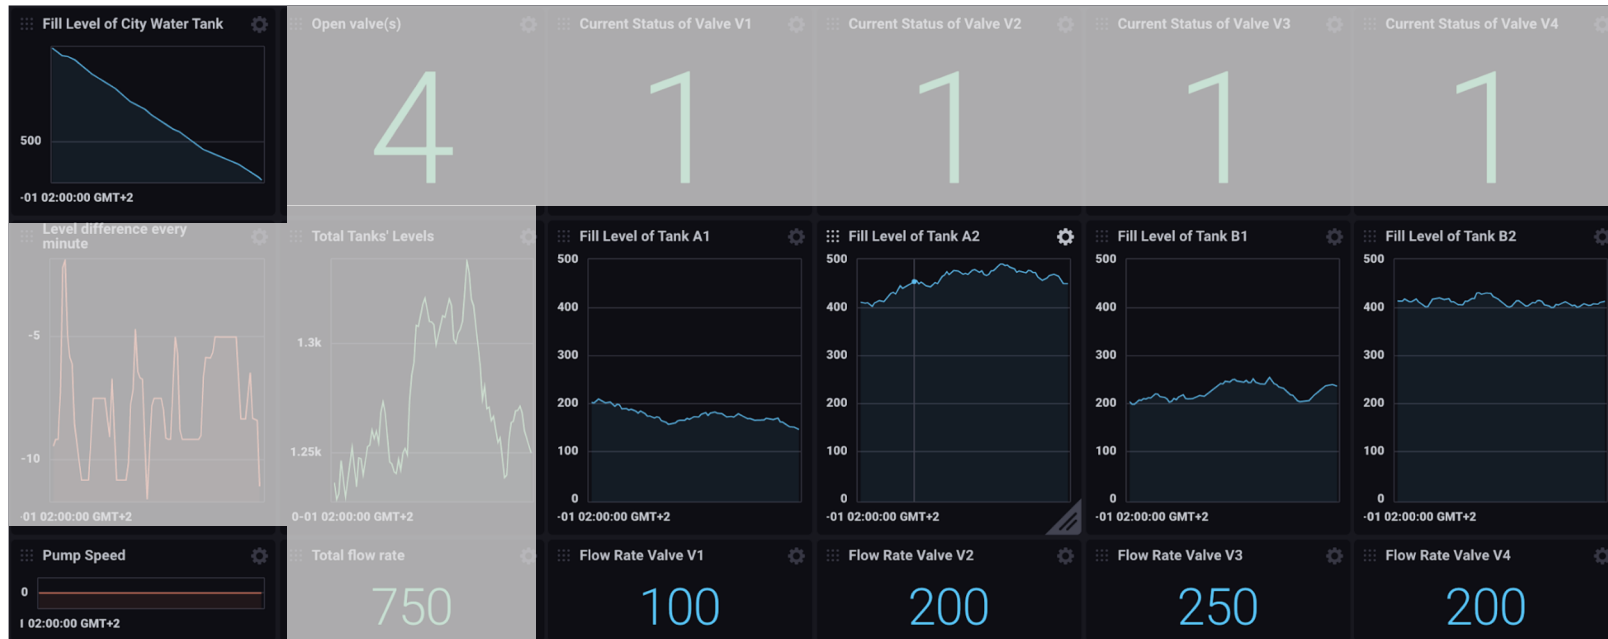 Fill Level of City Water Tank
500
-01 02:00:00 GMT+2
Open valve(s)
4
Current Status of Valve V1
1
Current Status of Valve V2
1
Current Status of Valve V3
1
Current Status of Valve V4
1
Level difference every
minute
-5
-10
-01 02:00:00 GMT+2
Total Tanks' Levels
1.3k
1.25k
0-01 02:00:00 GMT+2
Fill Level of Tank A1
500
400
300
200
100
0
-01 02:00:00 GMT+2
Fill Level of Tank A2
500
400
300
200
100
0
-01 02:00:00 GMT+2
Fill Level of Tank B1
500
400
300
200
100
0
-01 02:00:00 GMT+2
Fill Level of Tank B2
500
400
300
200
100
0
-01 02:00:00 GMT+2
Pump Speed
0
02:00:00 GMT+2
Total flow rate
750
Flow Rate Valve V1
100
Flow Rate Valve V2
200
Flow Rate Valve V3
250
Flow Rate Valve V4
200